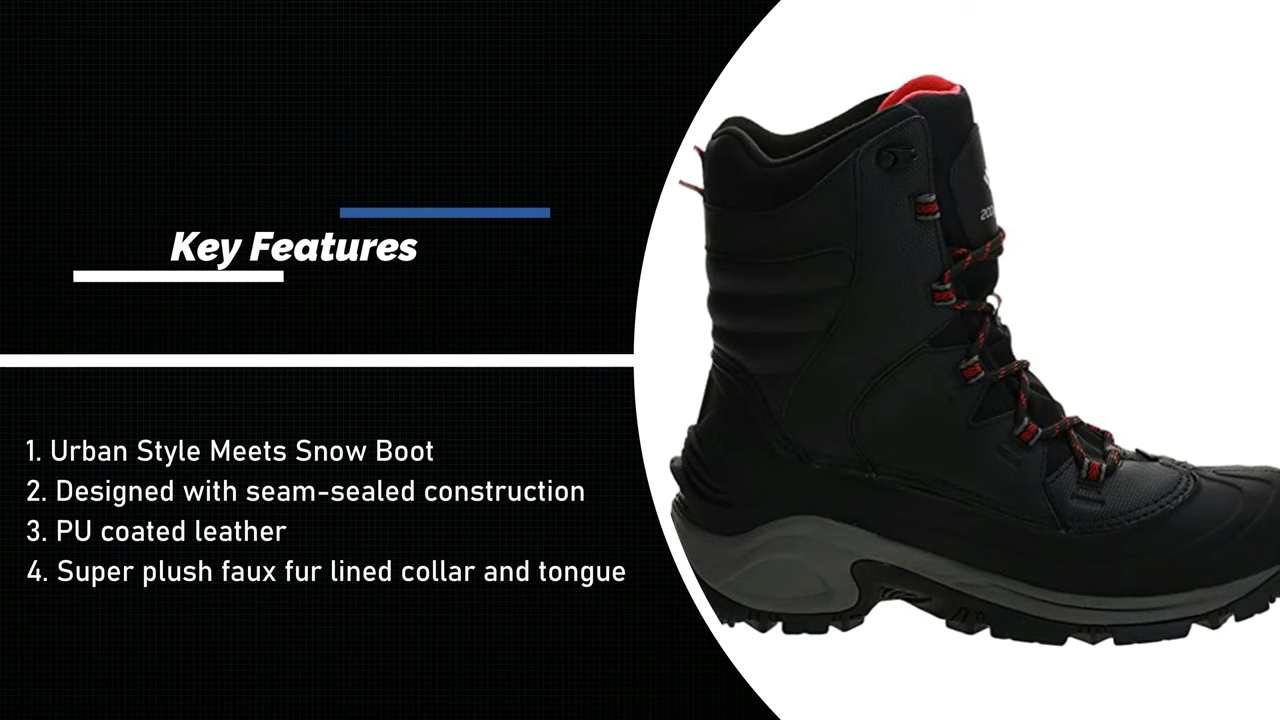 Key Features
1. Urban Style Meets Snow Boot
2. Designed with seam-sealed construction
3. PU coated leather
4. Super plush faux fur lined collar and tongue